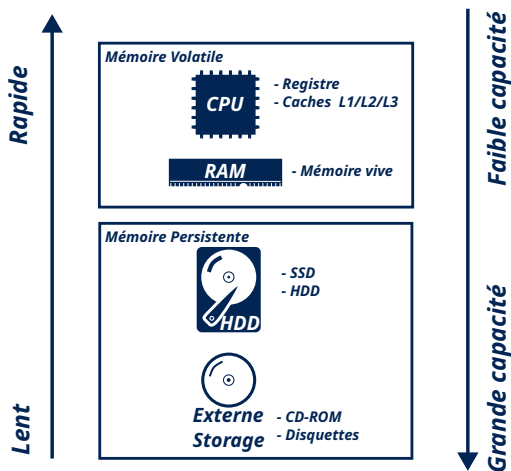 Mémoire Volatile
CPU
- Registre
- Caches L1/L2/L3
RAM
- Mémoire vive
Mémoire Persistente
HDD
- SSD
- HDD
Externe
Storage
- CD-ROM
- Disquettes
Rapide
Lent
Faible capacité
Grande capacité